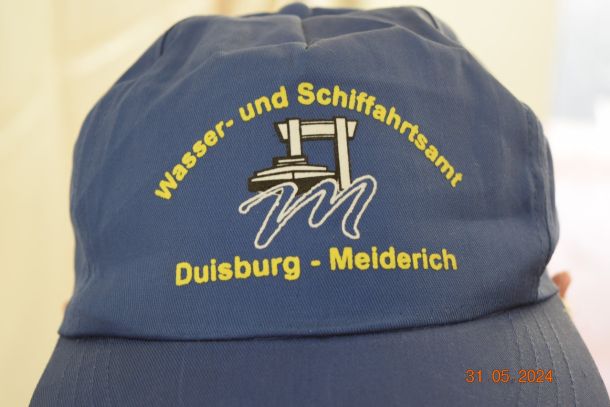 Wasser- und Schiffahrtsamt
Duisburg - Meiderich
31 05 2024